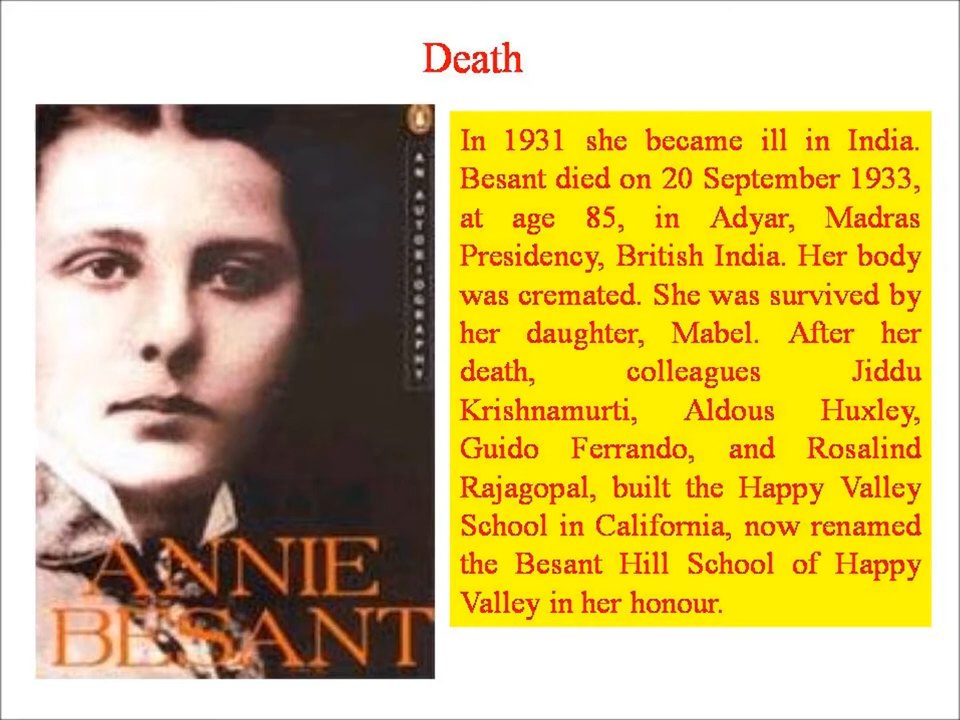 Death
AN AUTOBIOGRAPHY
ANNIE
BESANT
In 1931 she became ill in India.
Besant died on 20 September 1933,
at age 85, in Adyar, Madras
Presidency, British India. Her body
was cremated. She was survived by
her daughter, Mabel. After her
death, colleagues Jiddu
Krishnamurti, Aldous Huxley,
Guido Ferrando, and Rosalind
Rajagopal, built the Happy Valley
School in California, now renamed
the Besant Hill School of Happy
Valley in her honour.